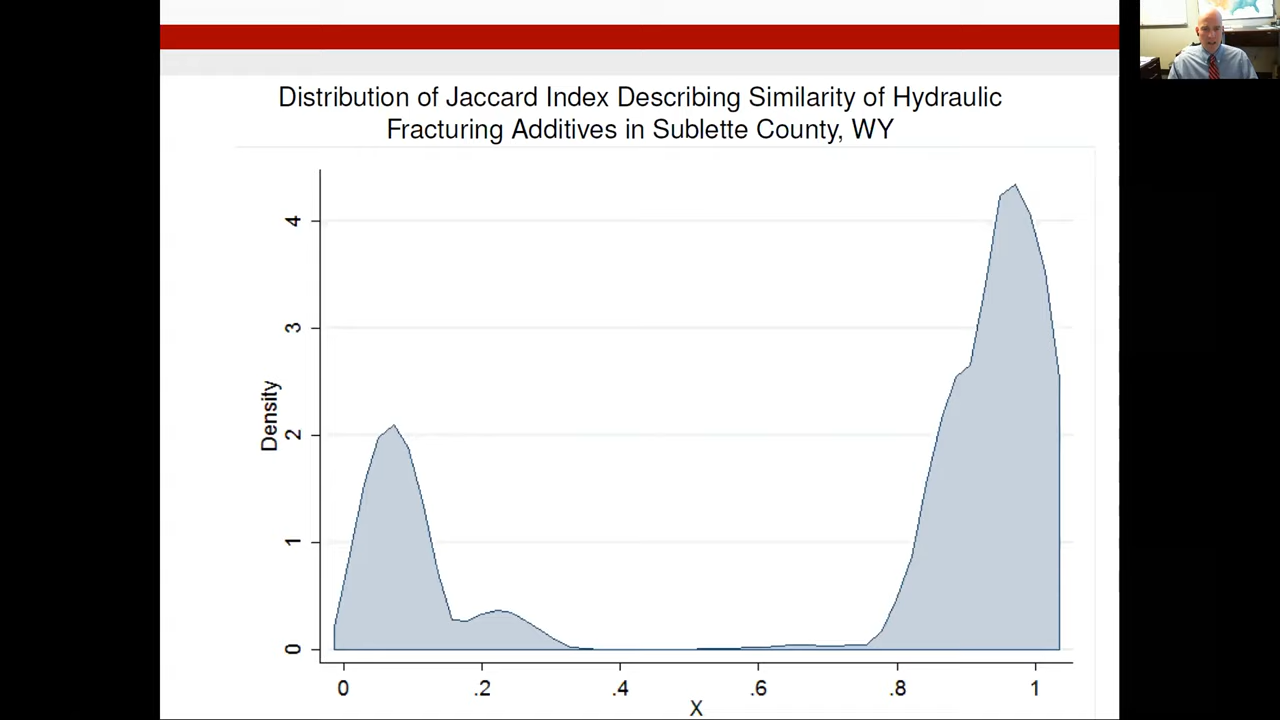 Distribution of Jaccard Index Describing Similarity of Hydraulic
Fracturing Additives in Sublette County, WY
Density
4
3
2
1
0
0 .2 .4 .6 .8 1
X